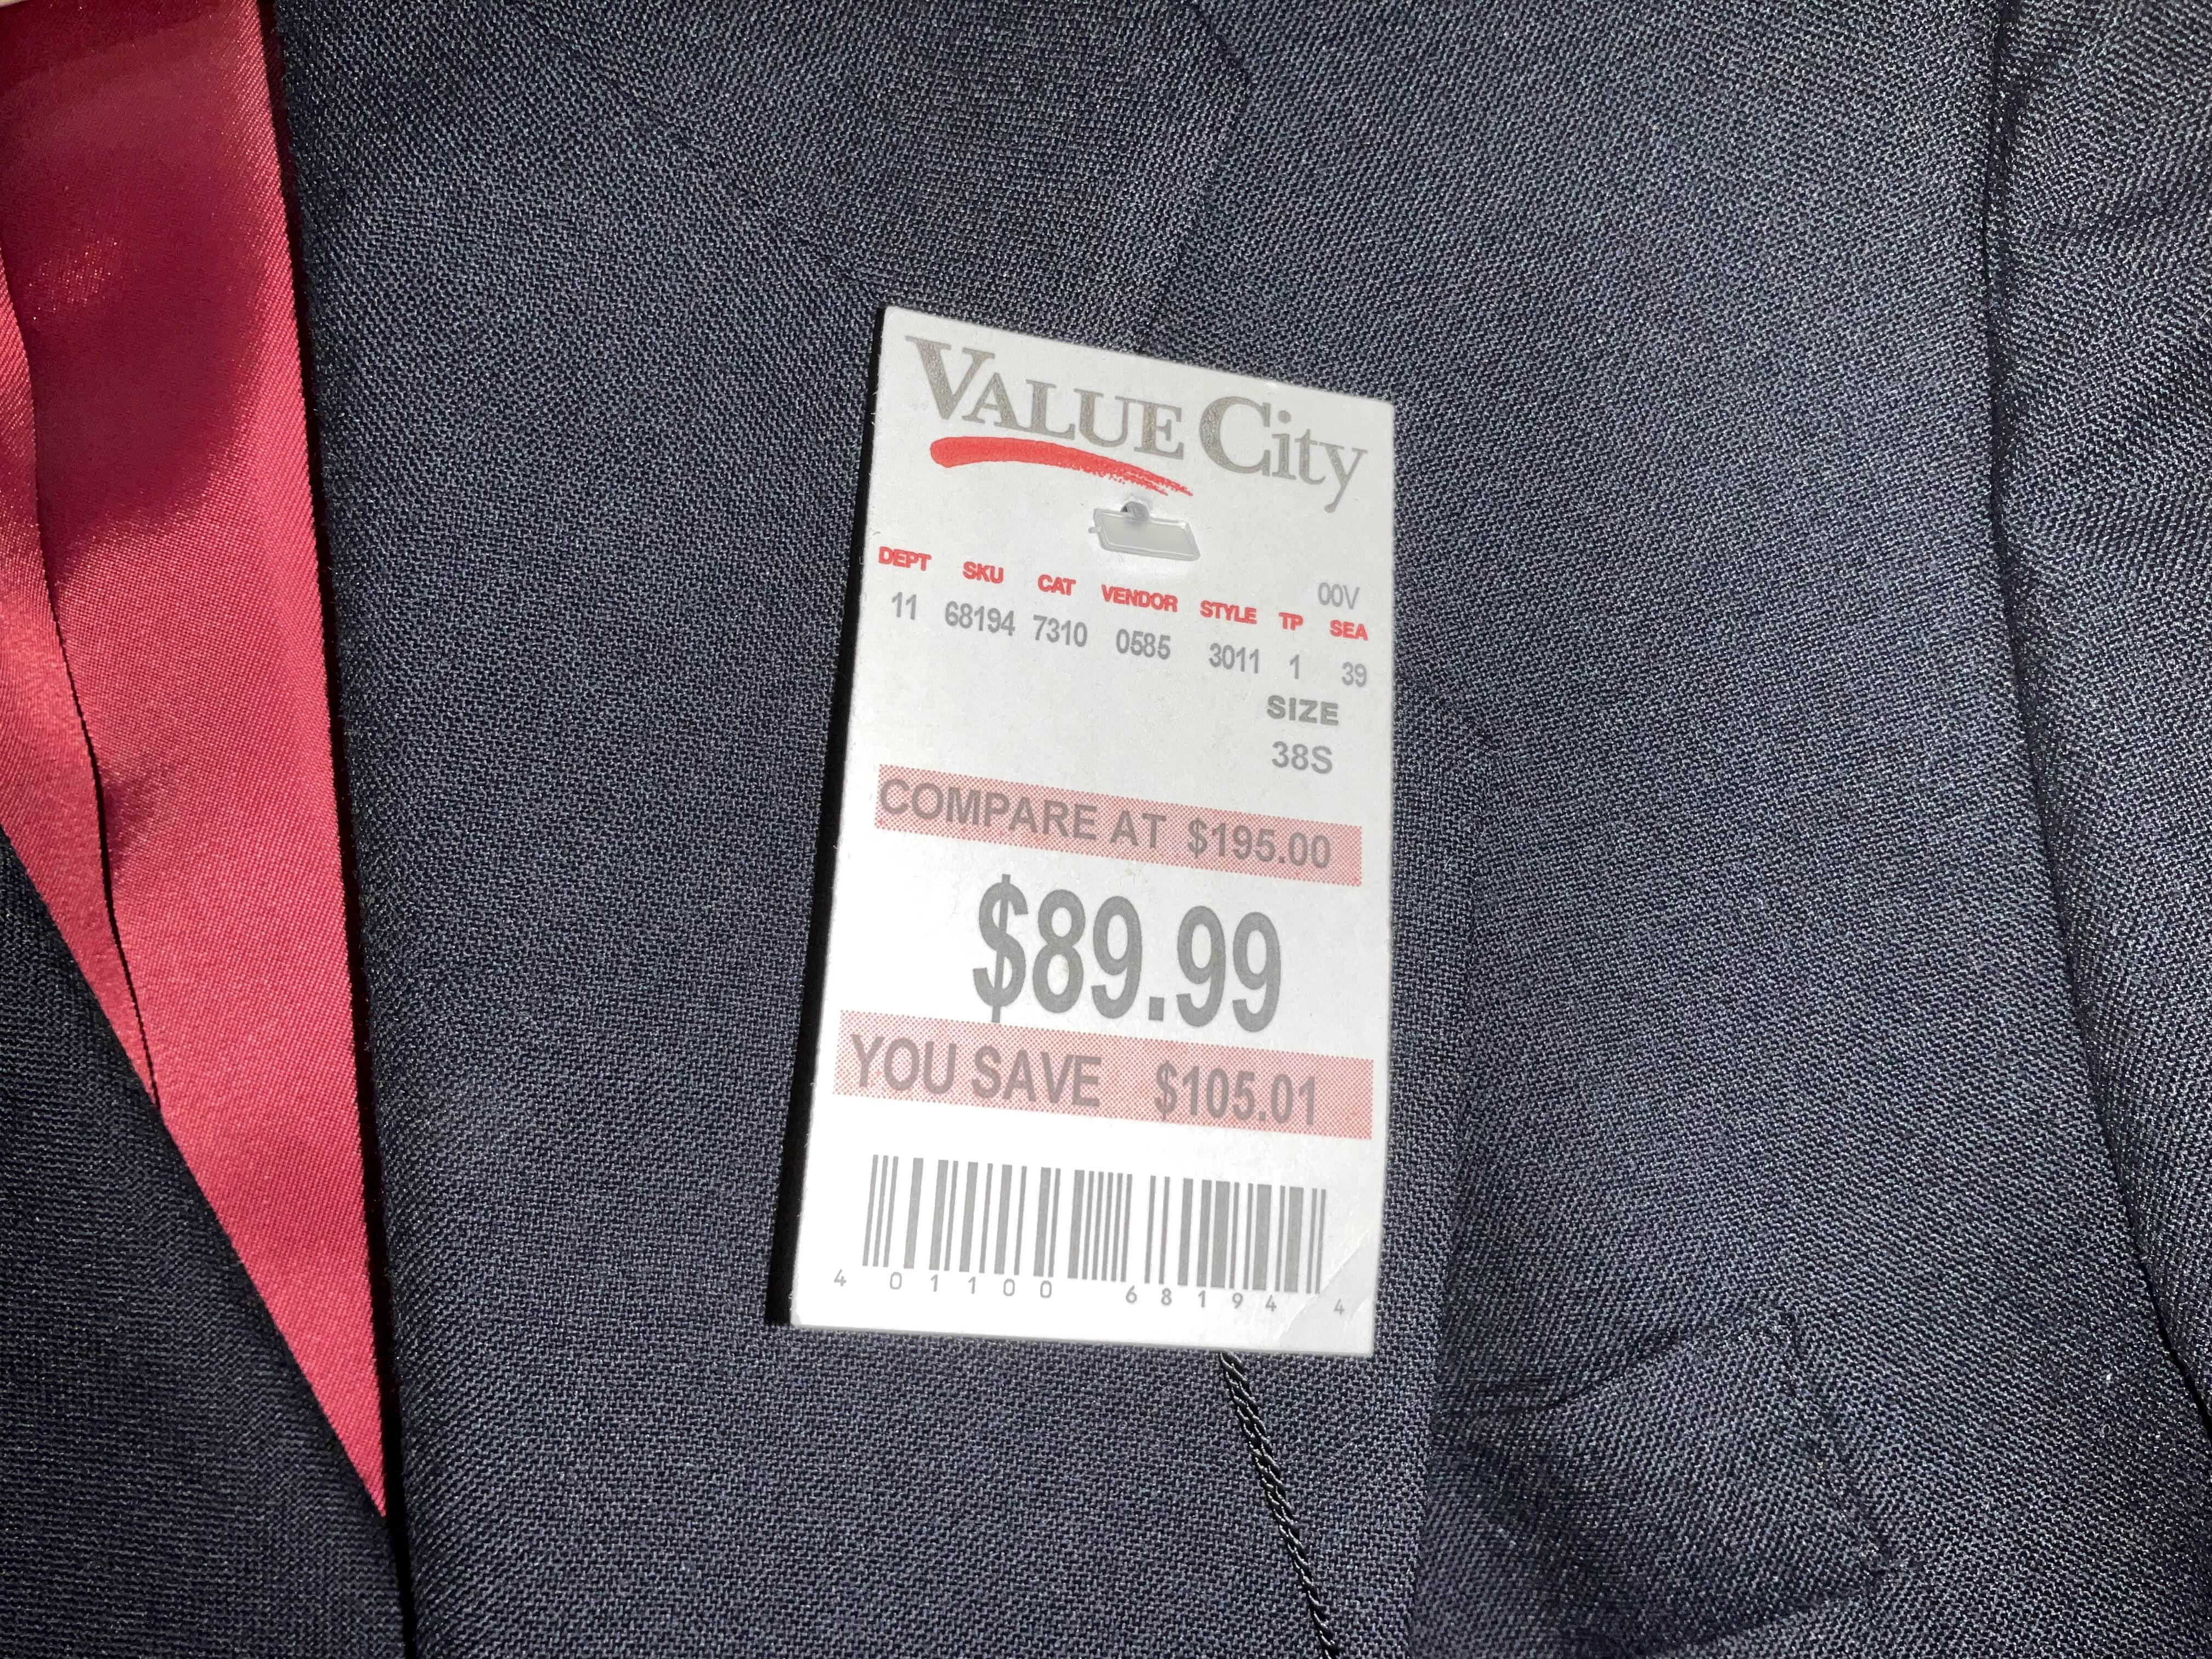 VALUE City
00V
DEPT SKU CAT VENDOR STYLE TP SEA
11 68194 7310 0585 3011 1 39
SIZE
38S
COMPARE AT $195.00
$89.99
YOU SAVE $105.01
4 01100 68194 4